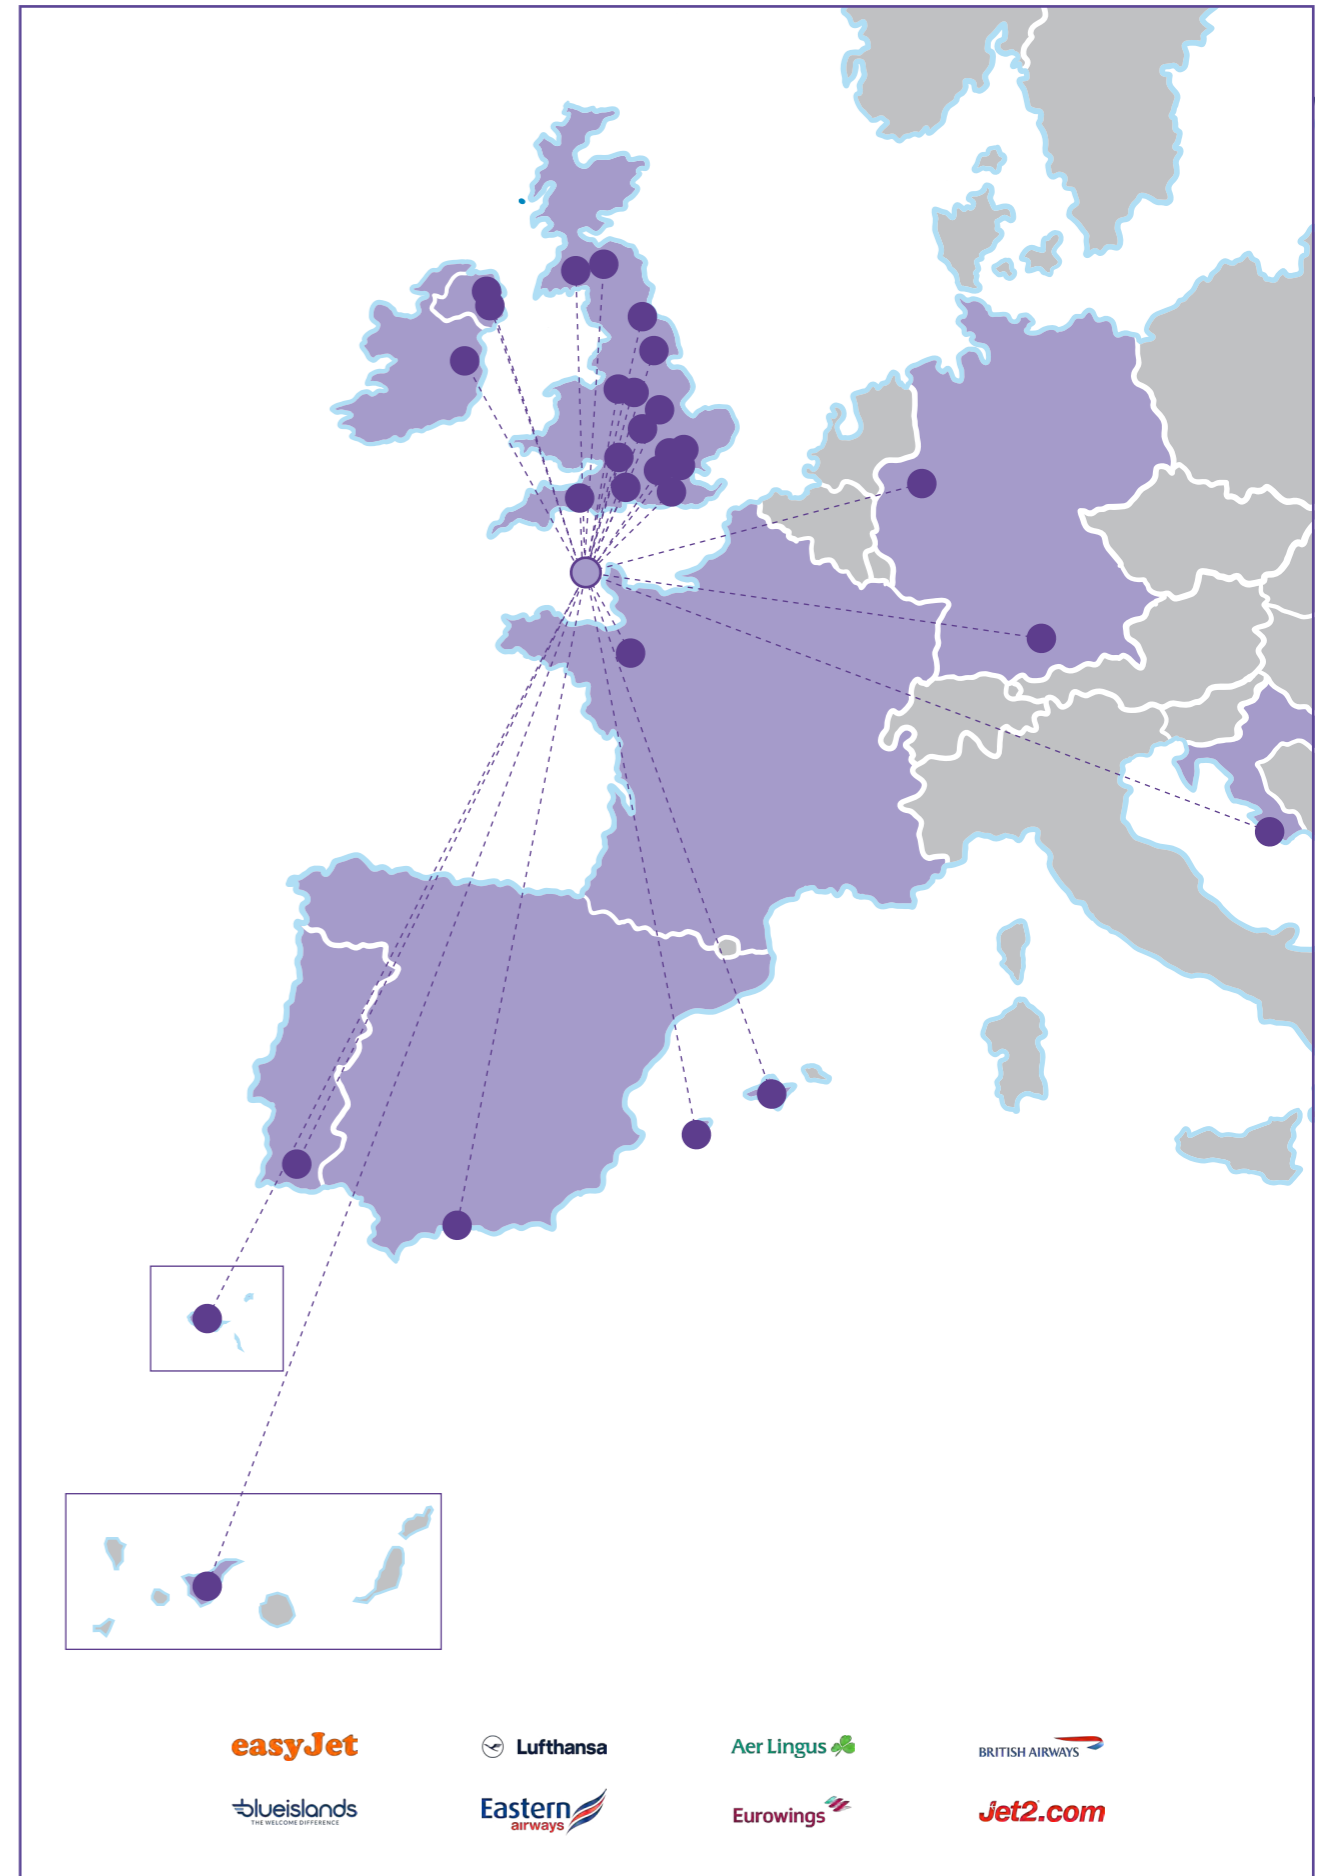 easyJet
Lufthansa
Aer Lingus
BRITISH AIRWAYS
blueislands
THE WELCOME DIFFERENCE
Eastern
airways
Eurowings
Jet2.com